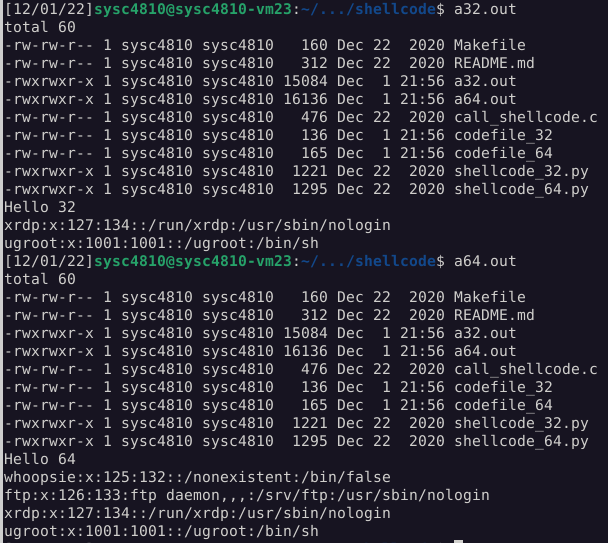 [12/01/22]sysc4810@sysc4810-vm23:~/.../shellcode$ a32.out
total 60
-rw-rw-r-- 1 sysc4810 sysc4810   160 Dec 22  2020 Makefile
-rw-rw-r-- 1 sysc4810 sysc4810   312 Dec 22  2020 README.md
-rwxrwxr-x 1 sysc4810 sysc4810 15084 Dec  1 21:56 a32.out
-rwxrwxr-x 1 sysc4810 sysc4810 16136 Dec  1 21:56 a64.out
-rw-rw-r-- 1 sysc4810 sysc4810   476 Dec 22  2020 call_shellcode.c
-rw-rw-r-- 1 sysc4810 sysc4810   136 Dec  1 21:56 codefile_32
-rw-rw-r-- 1 sysc4810 sysc4810   165 Dec  1 21:56 codefile_64
-rwxrwxr-x 1 sysc4810 sysc4810  1221 Dec 22  2020 shellcode_32.py
-rwxrwxr-x 1 sysc4810 sysc4810  1295 Dec 22  2020 shellcode_64.py
Hello 32
xrdp:x:127:134::/run/xrdp:/usr/sbin/nologin
ugroot:x:1001:1001::/ugroot:/bin/sh
[12/01/22]sysc4810@sysc4810-vm23:~/.../shellcode$ a64.out
total 60
-rw-rw-r-- 1 sysc4810 sysc4810   160 Dec 22  2020 Makefile
-rw-rw-r-- 1 sysc4810 sysc4810   312 Dec 22  2020 README.md
-rwxrwxr-x 1 sysc4810 sysc4810 15084 Dec  1 21:56 a32.out
-rwxrwxr-x 1 sysc4810 sysc4810 16136 Dec  1 21:56 a64.out
-rw-rw-r-- 1 sysc4810 sysc4810   476 Dec 22  2020 call_shellcode.c
-rw-rw-r-- 1 sysc4810 sysc4810   136 Dec  1 21:56 codefile_32
-rw-rw-r-- 1 sysc4810 sysc4810   165 Dec  1 21:56 codefile_64
-rwxrwxr-x 1 sysc4810 sysc4810  1221 Dec 22  2020 shellcode_32.py
-rwxrwxr-x 1 sysc4810 sysc4810  1295 Dec 22  2020 shellcode_64.py
Hello 64
whoopsie:x:125:132::/nonexistent:/bin/false
ftp:x:126:133:ftp daemon,,,:/srv/ftp:/usr/sbin/nologin
xrdp:x:127:134::/run/xrdp:/usr/sbin/nologin
ugroot:x:1001:1001::/ugroot:/bin/sh